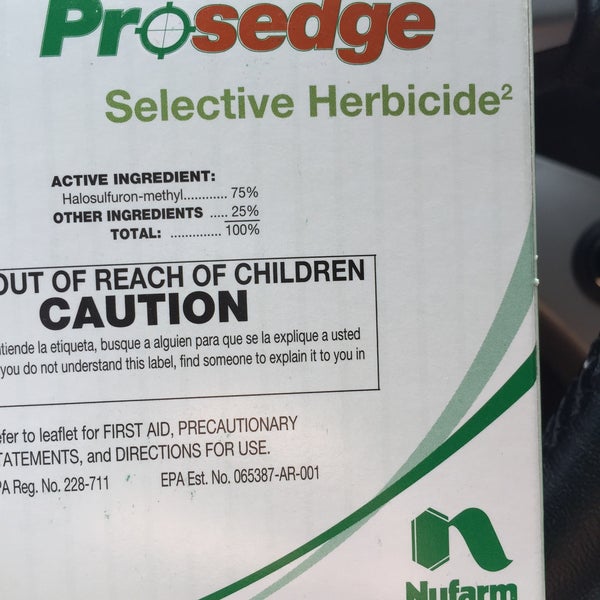 Prosedge
Selective Herbicide²
ACTIVE INGREDIENT:
Halosulfuron-methyl............ 75%
OTHER INGREDIENTS ..... 25%
TOTAL: .............. 100%
OUT OF REACH OF CHILDREN
CAUTION
tiende la etiqueta, busque a alguien para que se la explique a usted
you do not understand this label, find someone to explain it to you in
efer to leaflet for FIRST AID, PRECAUTIONARY
TATEMENTS, and DIRECTIONS FOR USE.
PA Reg. No. 228-711 EPA Est. No. 065387-AR-001
Nufarm